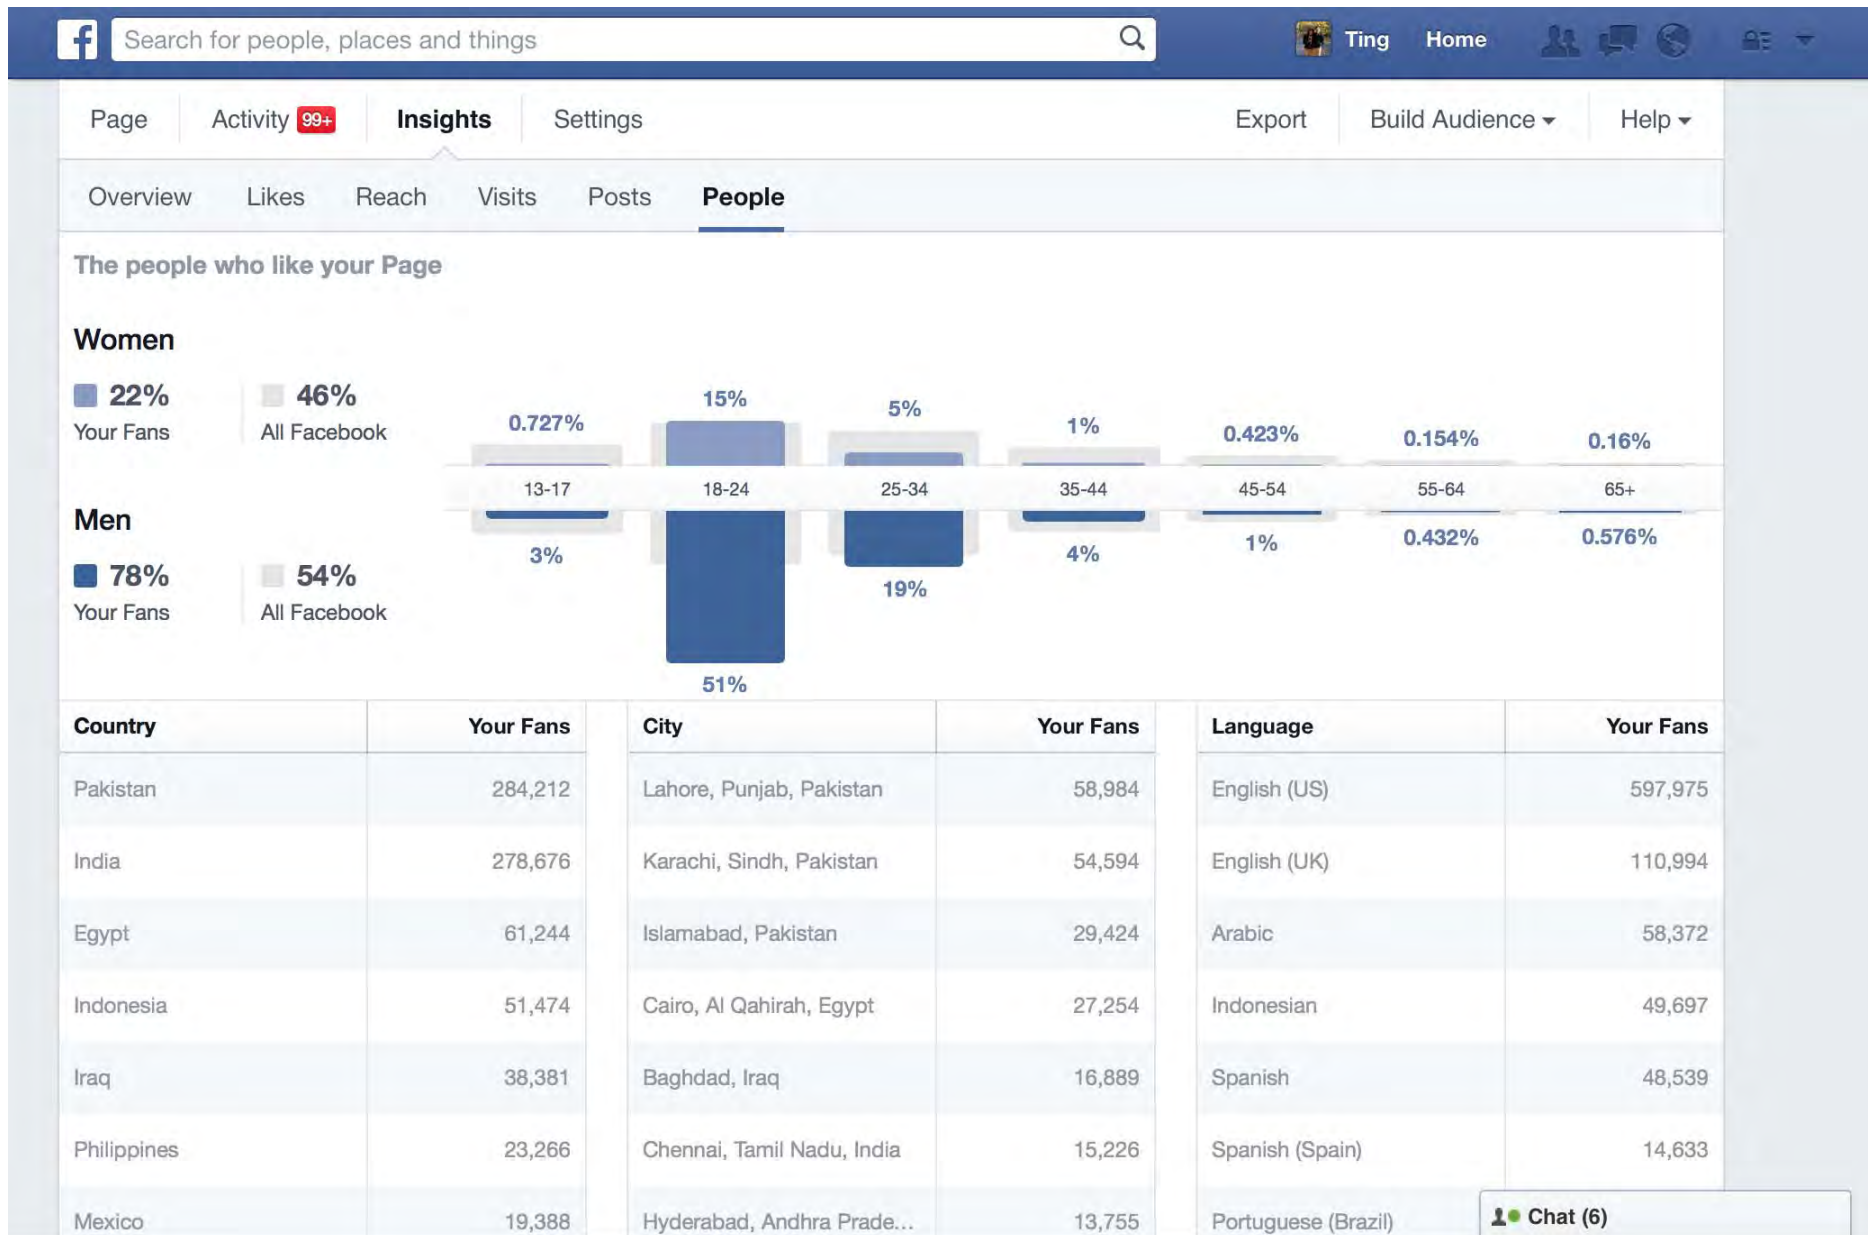 f Search for people, places and things Ting Home
Page Activity 99+ Insights Settings Export Build Audience Help
Overview Likes Reach Visits Posts People
The people who like your Page
Women
22% 46%
Your Fans All Facebook
0.727% 15% 5% 1% 0.423% 0.154% 0.16%
13-17 18-24 25-34 35-44 45-54 55-64 65+
Men
78% 54%
Your Fans All Facebook
3% 51% 19% 4% 1% 0.432% 0.576%
Country Your Fans City Your Fans Language Your Fans
Pakistan 284,212 Lahore, Punjab, Pakistan 58,984 English (US) 597,975
India 278,676 Karachi, Sindh, Pakistan 54,594 English (UK) 110,994
Egypt 61,244 Islamabad, Pakistan 29,424 Arabic 58,372
Indonesia 51,474 Cairo, Al Qahirah, Egypt 27,254 Indonesian 49,697
Iraq 38,381 Baghdad, Iraq 16,889 Spanish 48,539
Philippines 23,266 Chennai, Tamil Nadu, India 15,226 Spanish (Spain) 14,633
Mexico 19,388 Hyderabad, Andhra Prade... 13,755 Portuguese (Brazil)
Chat (6)